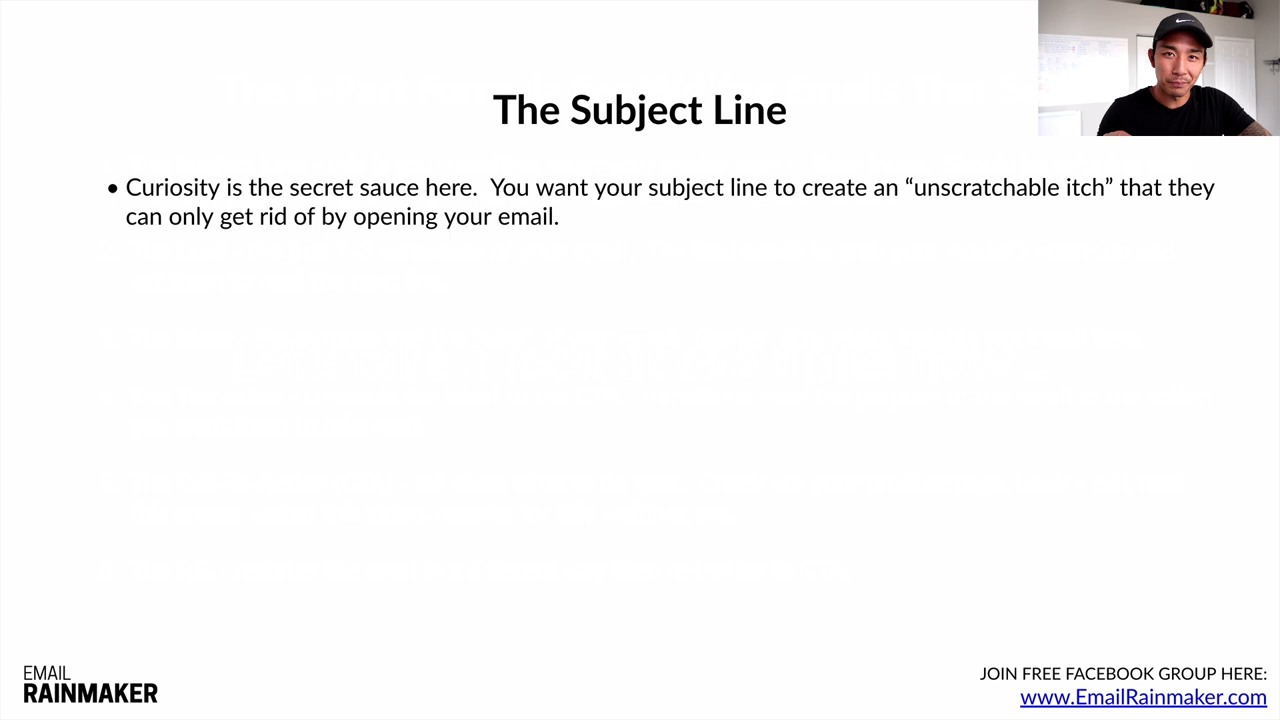 The Subject Line
• Curiosity is the secret sauce here.  You want your subject line to create an “unscratchable itch” that they
can only get rid of by opening your email.
EMAIL
RAINMAKER
JOIN FREE FACEBOOK GROUP HERE:
www.EmailRainmaker.com